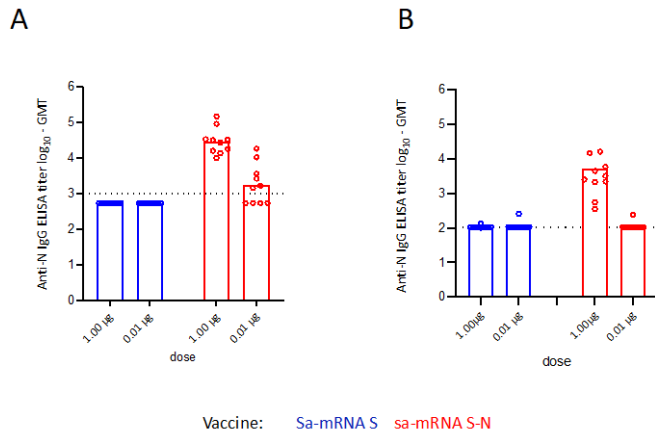 A
B
Anti-N IgG ELISA titer log10 - GMT
6
5
4
3
2
1
0
1.00 µg
0.01 µg
1.00 µg
0.01 µg
dose
Anti-N IgG ELISA titer log10 - GMT
6
5
4
3
2
1
0
1.00µg
0.01 µg
1.00µg
0.01 µg
dose
Vaccine: Sa-mRNA S sa-mRNA S-N